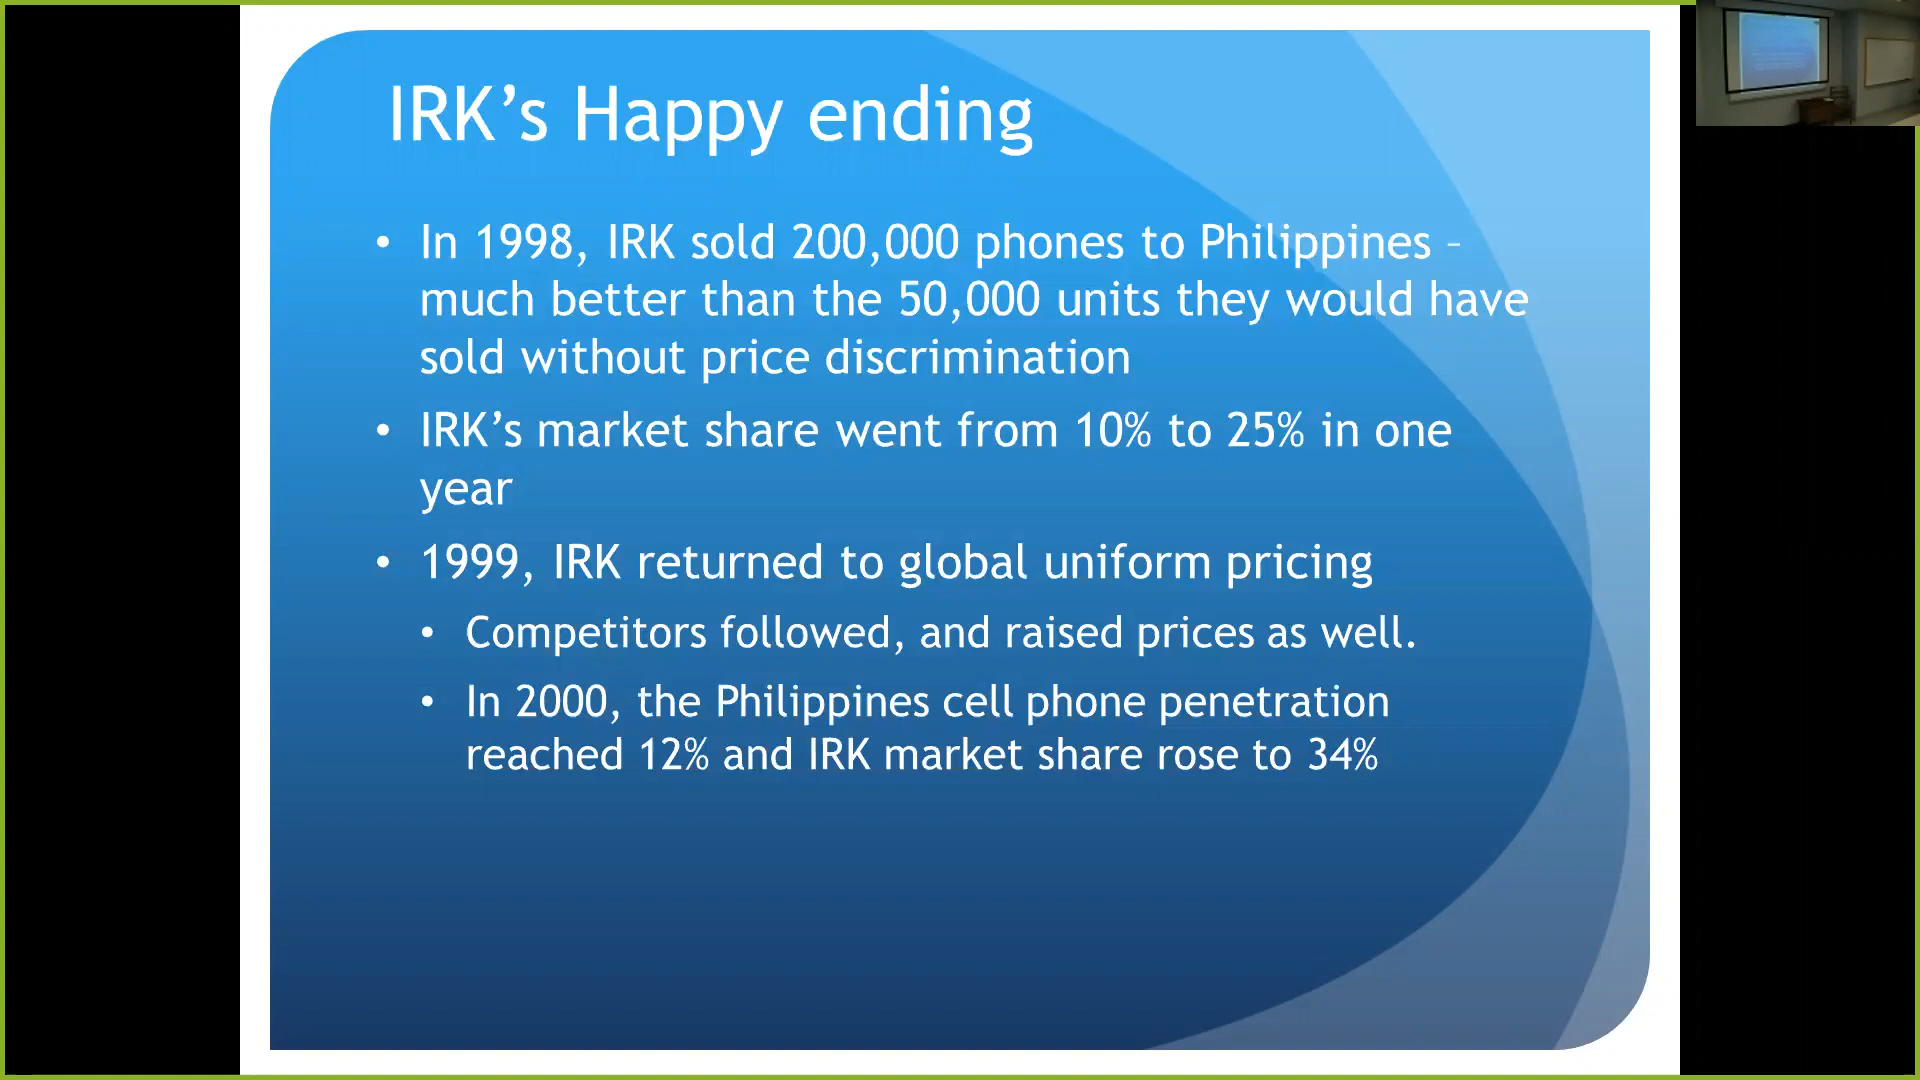 IRK’s Happy ending
• In 1998, IRK sold 200,000 phones to Philippines –
much better than the 50,000 units they would have
sold without price discrimination
• IRK’s market share went from 10% to 25% in one
year
• 1999, IRK returned to global uniform pricing
• Competitors followed, and raised prices as well.
• In 2000, the Philippines cell phone penetration
reached 12% and IRK market share rose to 34%